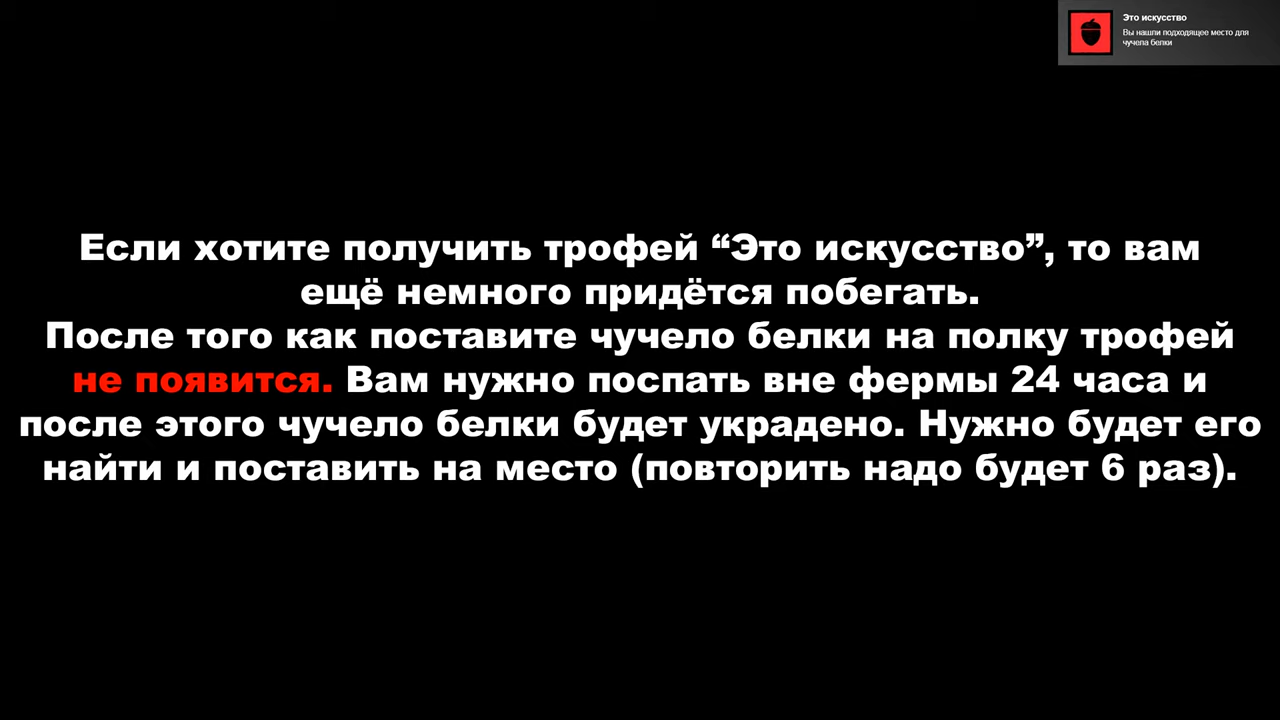 Это искусство
Вы нашли подходящее место для
чучела белки
Если хотите получить трофей “Это искусство”, то вам
ещё немного придётся побегать.
После того как поставите чучело белки на полку трофей
не появится. Вам нужно поспать вне фермы 24 часа и
после этого чучело белки будет украдено. Нужно будет его
найти и поставить на место (повторить надо будет 6 раз).